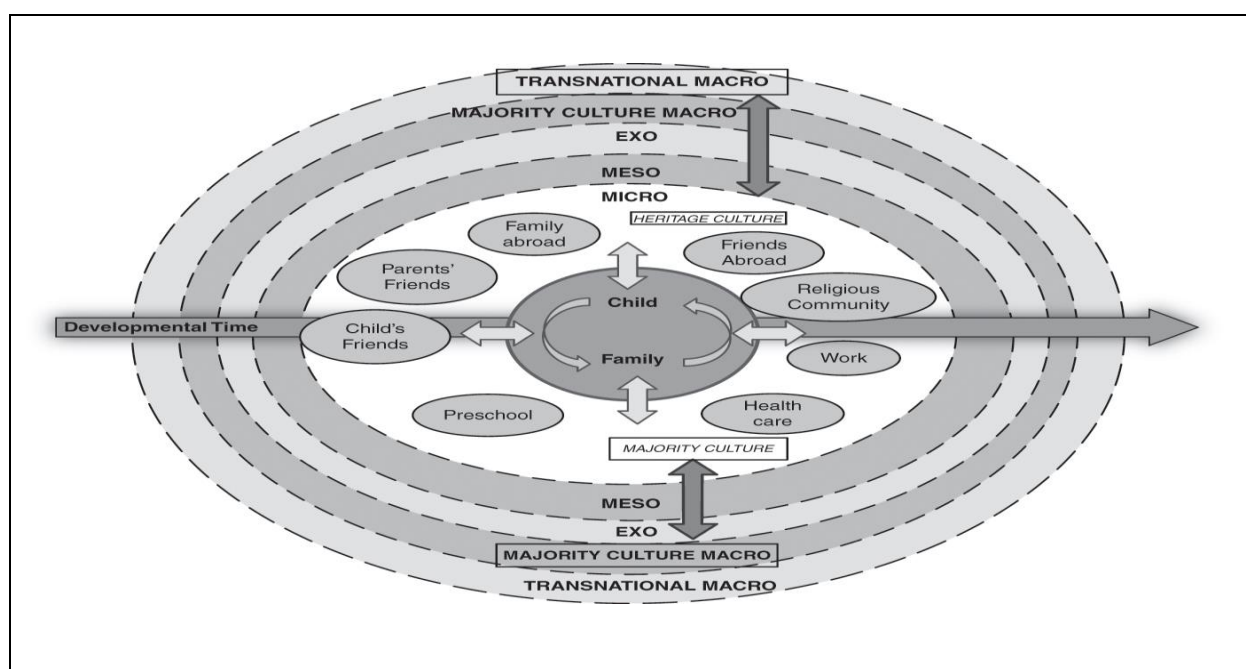 TRANSNATIONAL MACRO
MAJORITY CULTURE MACRO
EXO
MESO
MICRO
HERITAGE CULTURE
Family
abroad
Friends
Abroad
Parents'
Friends
Religious
Community
Child
Developmental Time
Child's
Friends
Family
Work
Preschool
Health
care
MAJORITY CULTURE
MESO
EXO
MAJORITY CULTURE MACRO
TRANSNATIONAL MACRO